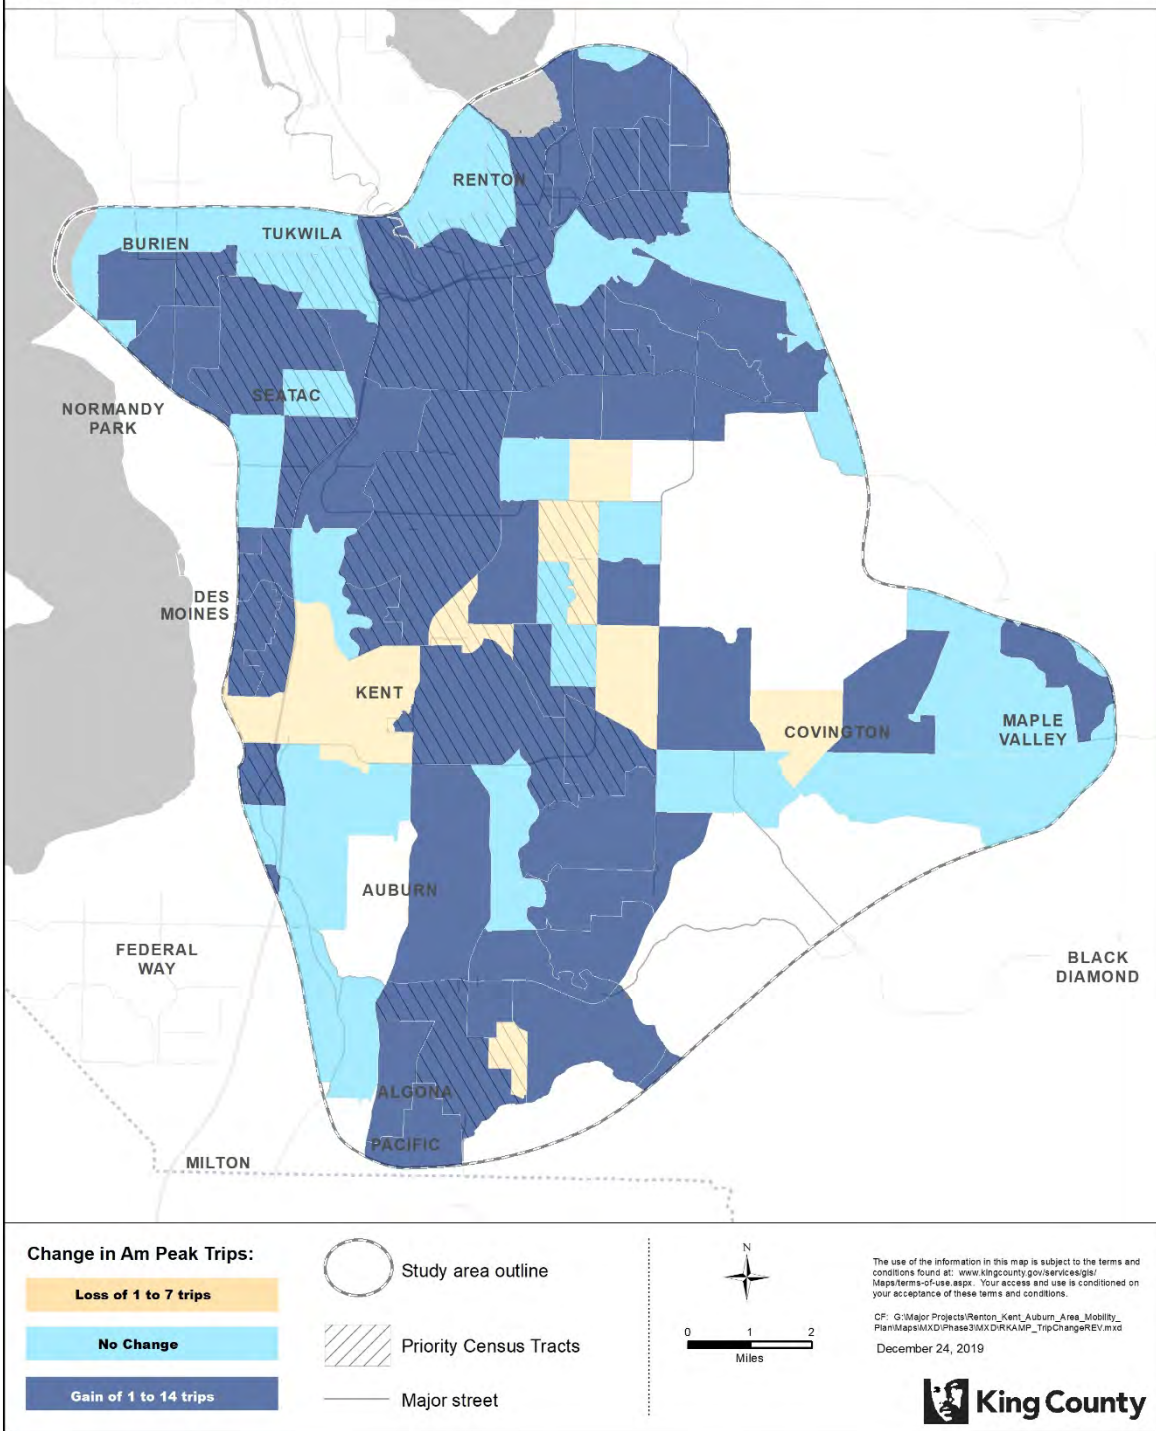 RENTON
BURIEN
TUKWILA
SEATAC
NORMANDY
PARK
DES
MOINES
KENT
COVINGTON
MAPLE
VALLEY
AUBURN
FEDERAL
WAY
BLACK
DIAMOND
ALGONA
PACIFIC
MILTON
Change in Am Peak Trips:
Loss of 1 to 7 trips
No Change
Gain of 1 to 14 trips
Study area outline
Priority Census Tracts
Major street
N
0 1 2
Miles
The use of the information in this map is subject to the terms and
conditions found at: www.kingcounty.gov/services/gis/
Maps/terms-of-use.aspx. Your access and use is conditioned on
your acceptance of these terms and conditions.
CF: G:\Major Projects\Renton_Kent_Auburn_Area_Mobility_
Plan\Maps\MXD\Phase3\MXD\RKAMP_TripChangeREV.mxd
December 24, 2019
King County